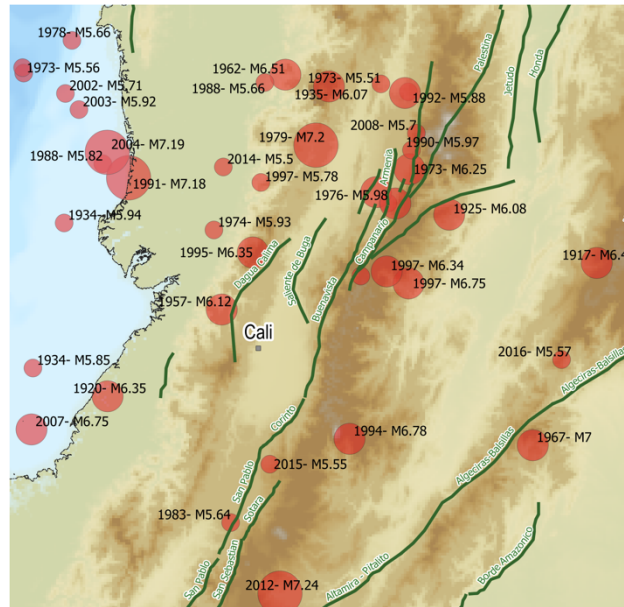 1978- M5.66
Palestina
Jetudo
Honda
1973- M5.56
1962- M6.51
1973- M5.51
1988- M5.66
1935- M6.07
2002- M5.71
1992- M5.88
2003- M5.92
2008- M5.7
1979- M7.2
1990- M5.97
2004- M7.19
1988- M5.82
2014- M5.5
Armenia
1973- M6.25
1991- M7.18
1997- M5.78
1976- M5.98
1934- M5.94
1974- M5.93
1925- M6.08
Campanario
1995- M6.35
Dagua Calima
Saliente de Buga
1997- M6.34
1917- M6.4
1997- M6.75
Buenavista
1957- M6.12
Cali
1934- M5.85
2016- M5.57
1920- M6.35
Algeciras-Balsillas
Corinto
2007- M6.75
1994- M6.78
1967- M7
2015- M5.55
San Pablo
Algeciras-Balsillas
Sotara
1983- M5.64
San Pablo
San Sebastian
2012- M7.24
Altamira - Pitalito
Borde Amazonico